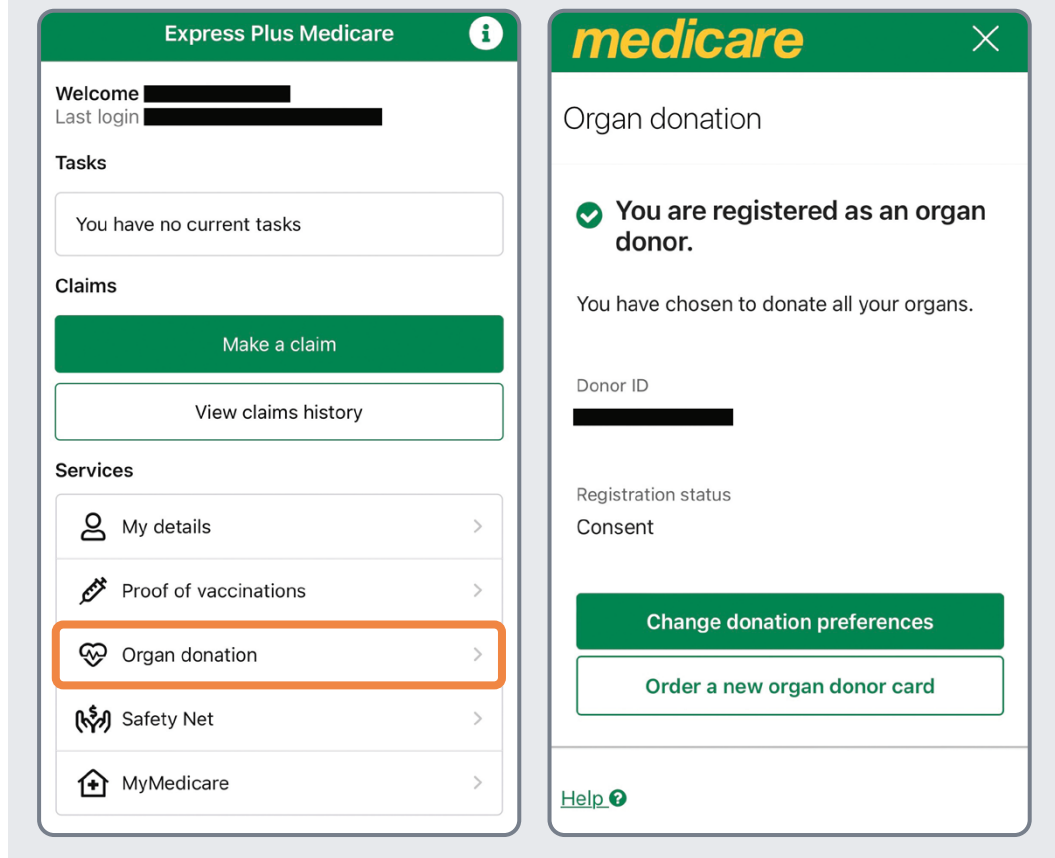 Express Plus Medicare
Welcome
Last login
Tasks
You have no current tasks
Claims
Make a claim
View claims history
Services
My details
Proof of vaccinations
Organ donation
Safety Net
MyMedicare
medicare
Organ donation
You are registered as an organ
donor.
You have chosen to donate all your organs.
Donor ID
Registration status
Consent
Change donation preferences
Order a new organ donor card
Help